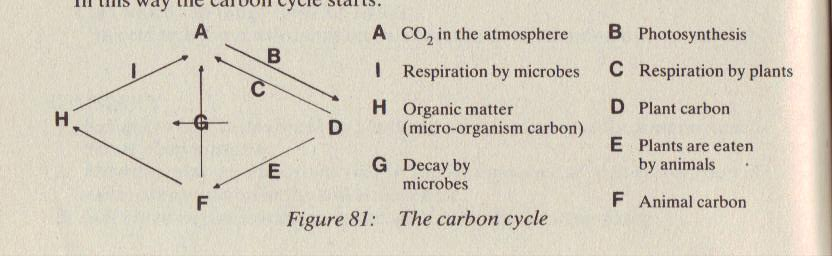 In this way the carbon cycle starts.
A
B
I
C
H
G
D
E
F
A CO₂ in the atmosphere
I Respiration by microbes
H Organic matter
(micro-organism carbon)
G Decay by
microbes
B Photosynthesis
C Respiration by plants
D Plant carbon
E Plants are eaten
by animals
F Animal carbon
Figure 81: The carbon cycle